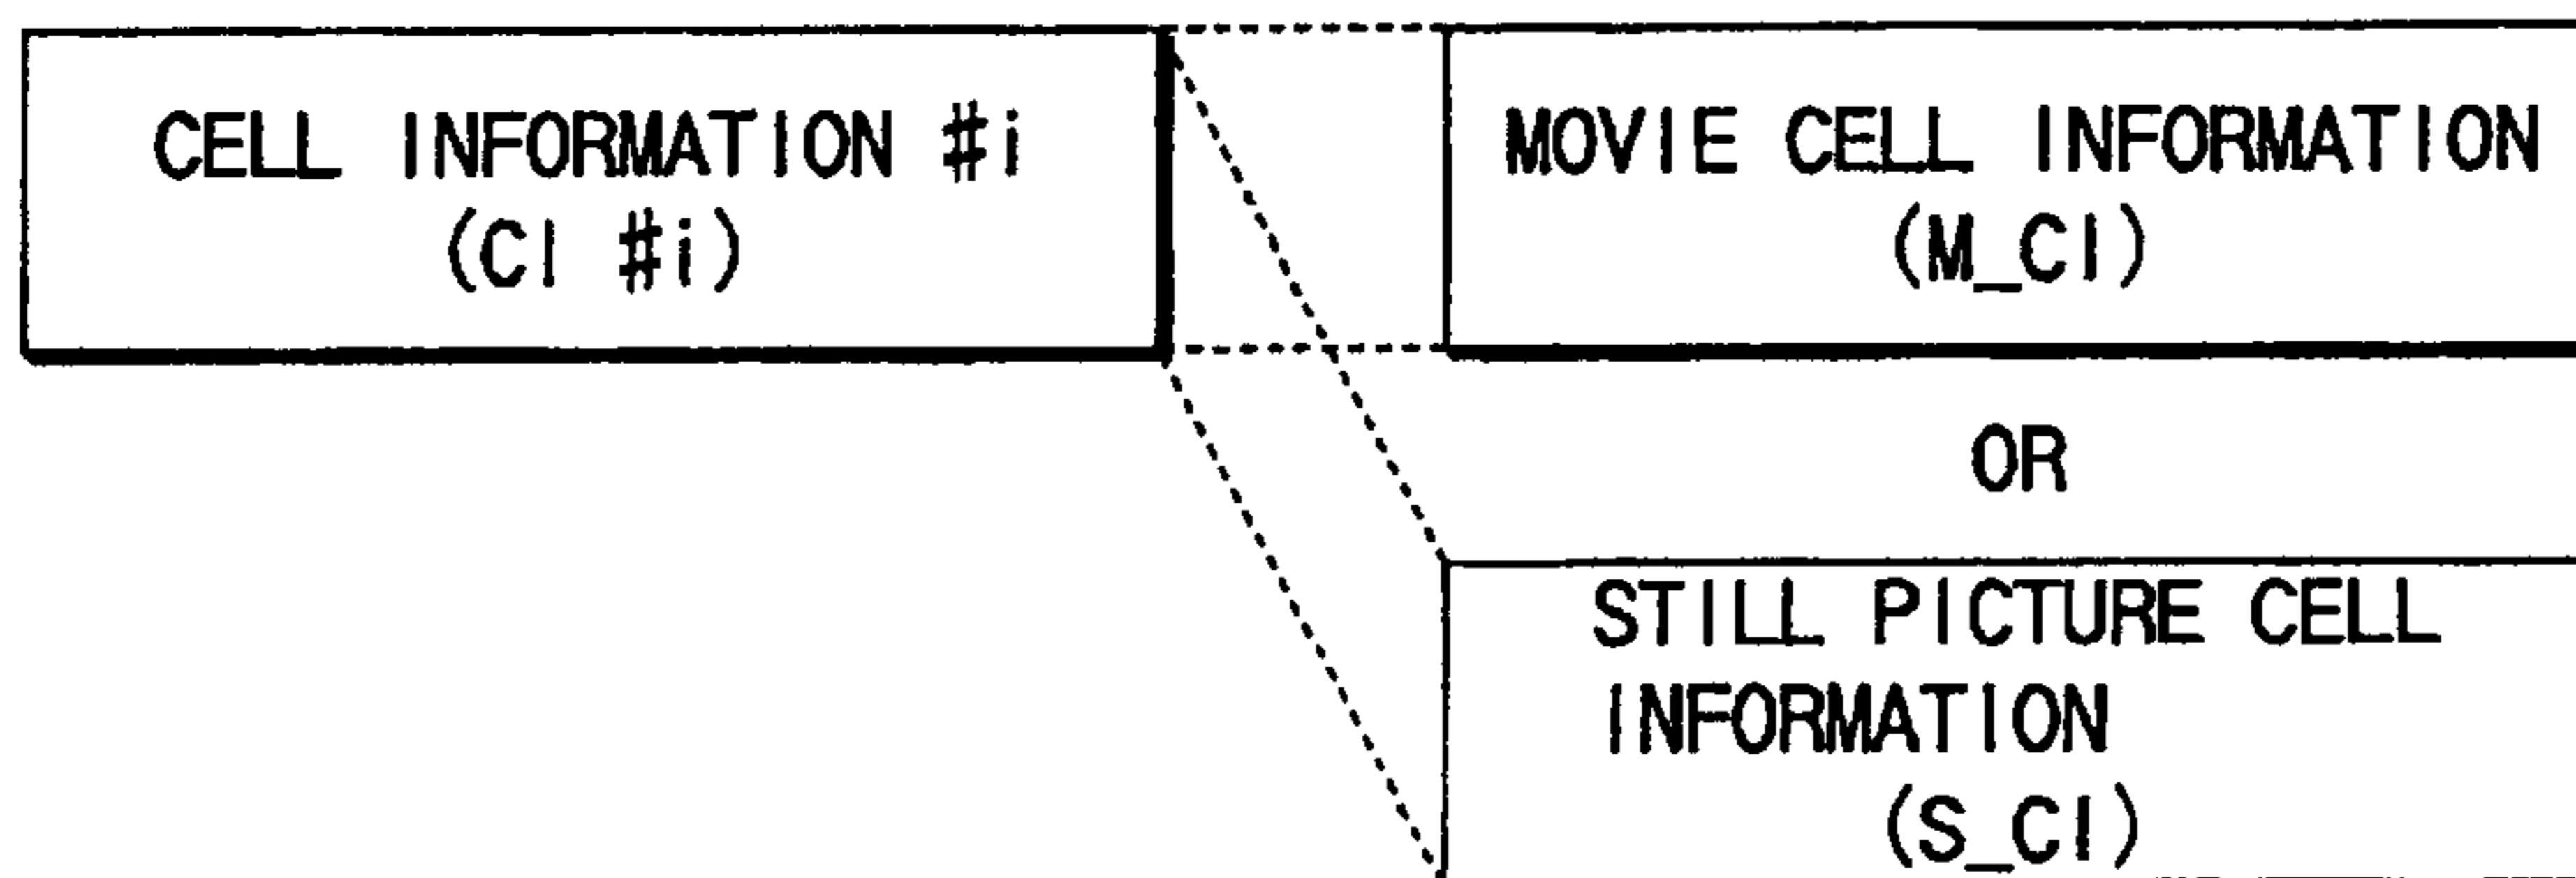 CELL INFORMATION #i
(CI #i)
MOVIE CELL INFORMATION
(M_CI)
OR
STILL PICTURE CELL
INFORMATION
(S_CI)